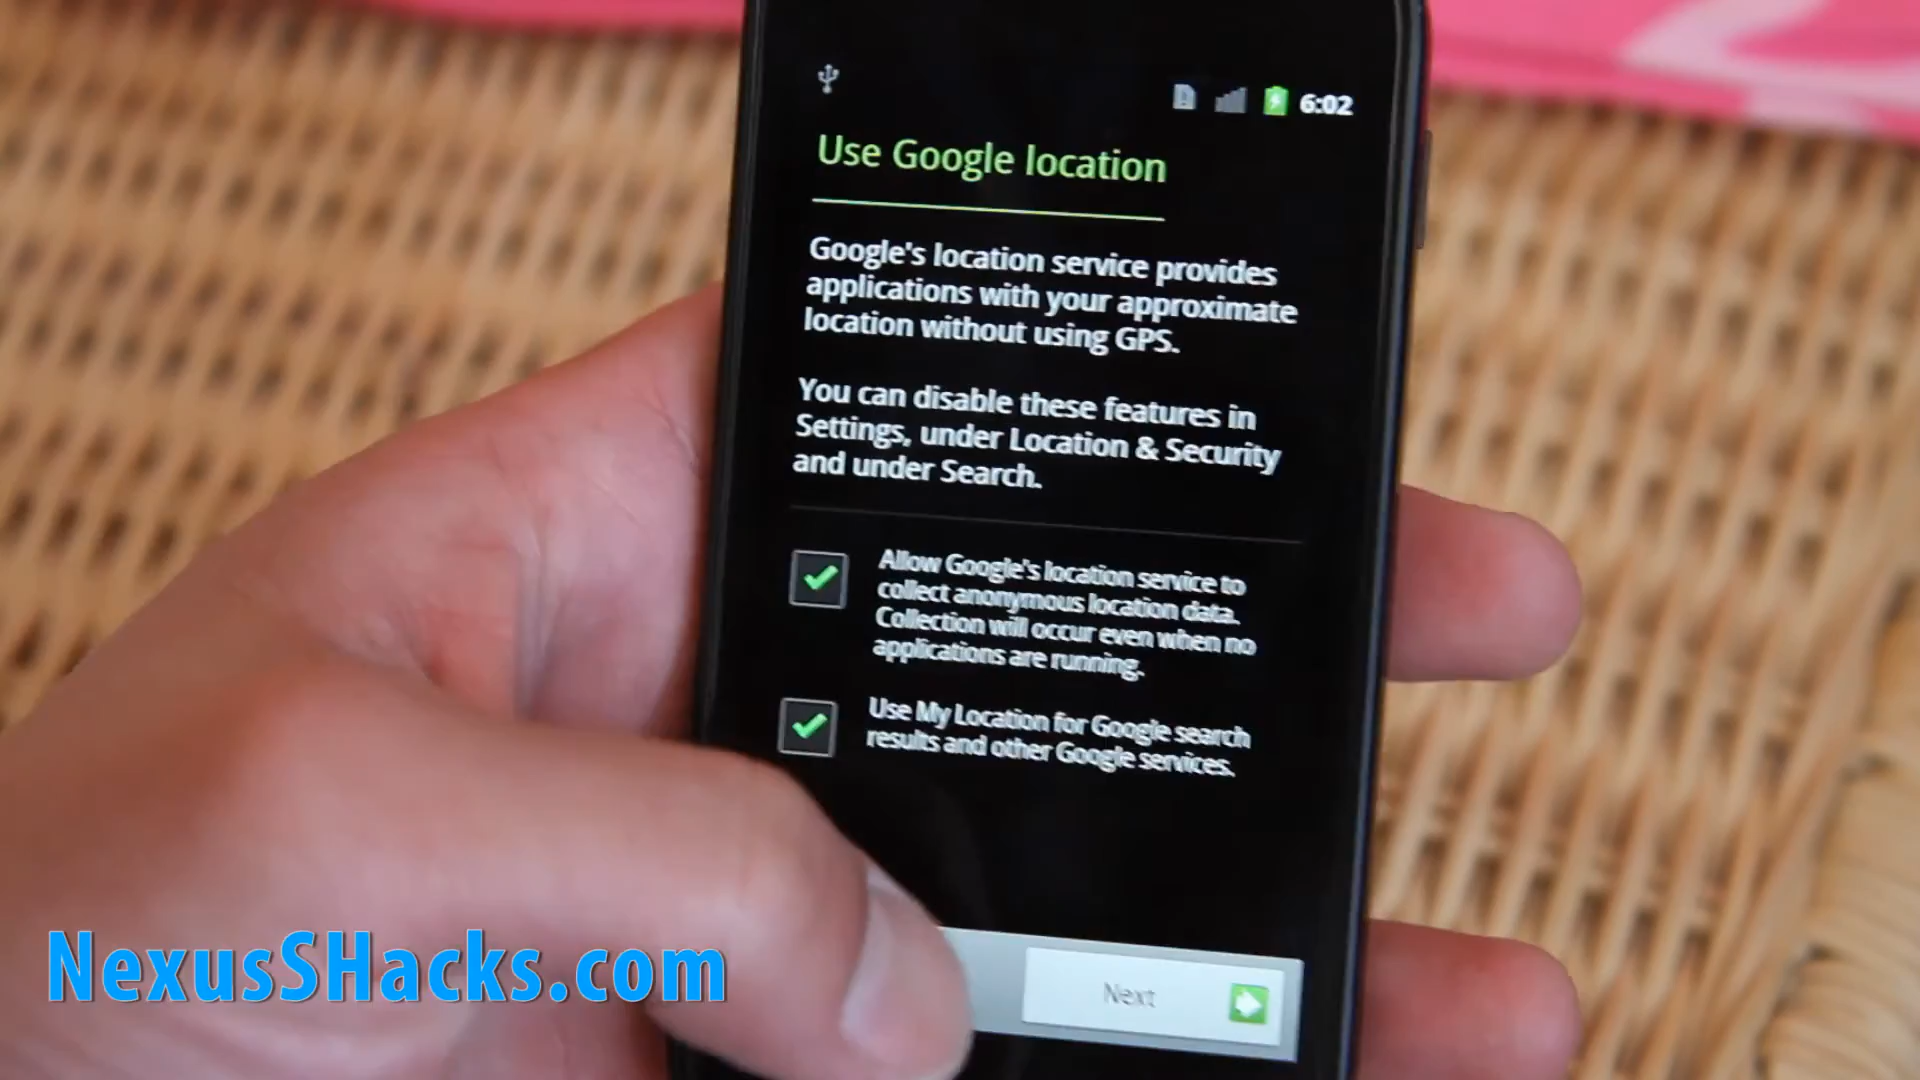 6:02
Use Google location
Google's location service provides
applications with your approximate
location without using GPS.
You can disable these features in
Settings, under Location & Security
and under Search.
Allow Google's location service to
collect anonymous location data.
Collection will occur even when no
applications are running.
Use My Location for Google search
results and other Google services.
Next
NexusSHacks.com